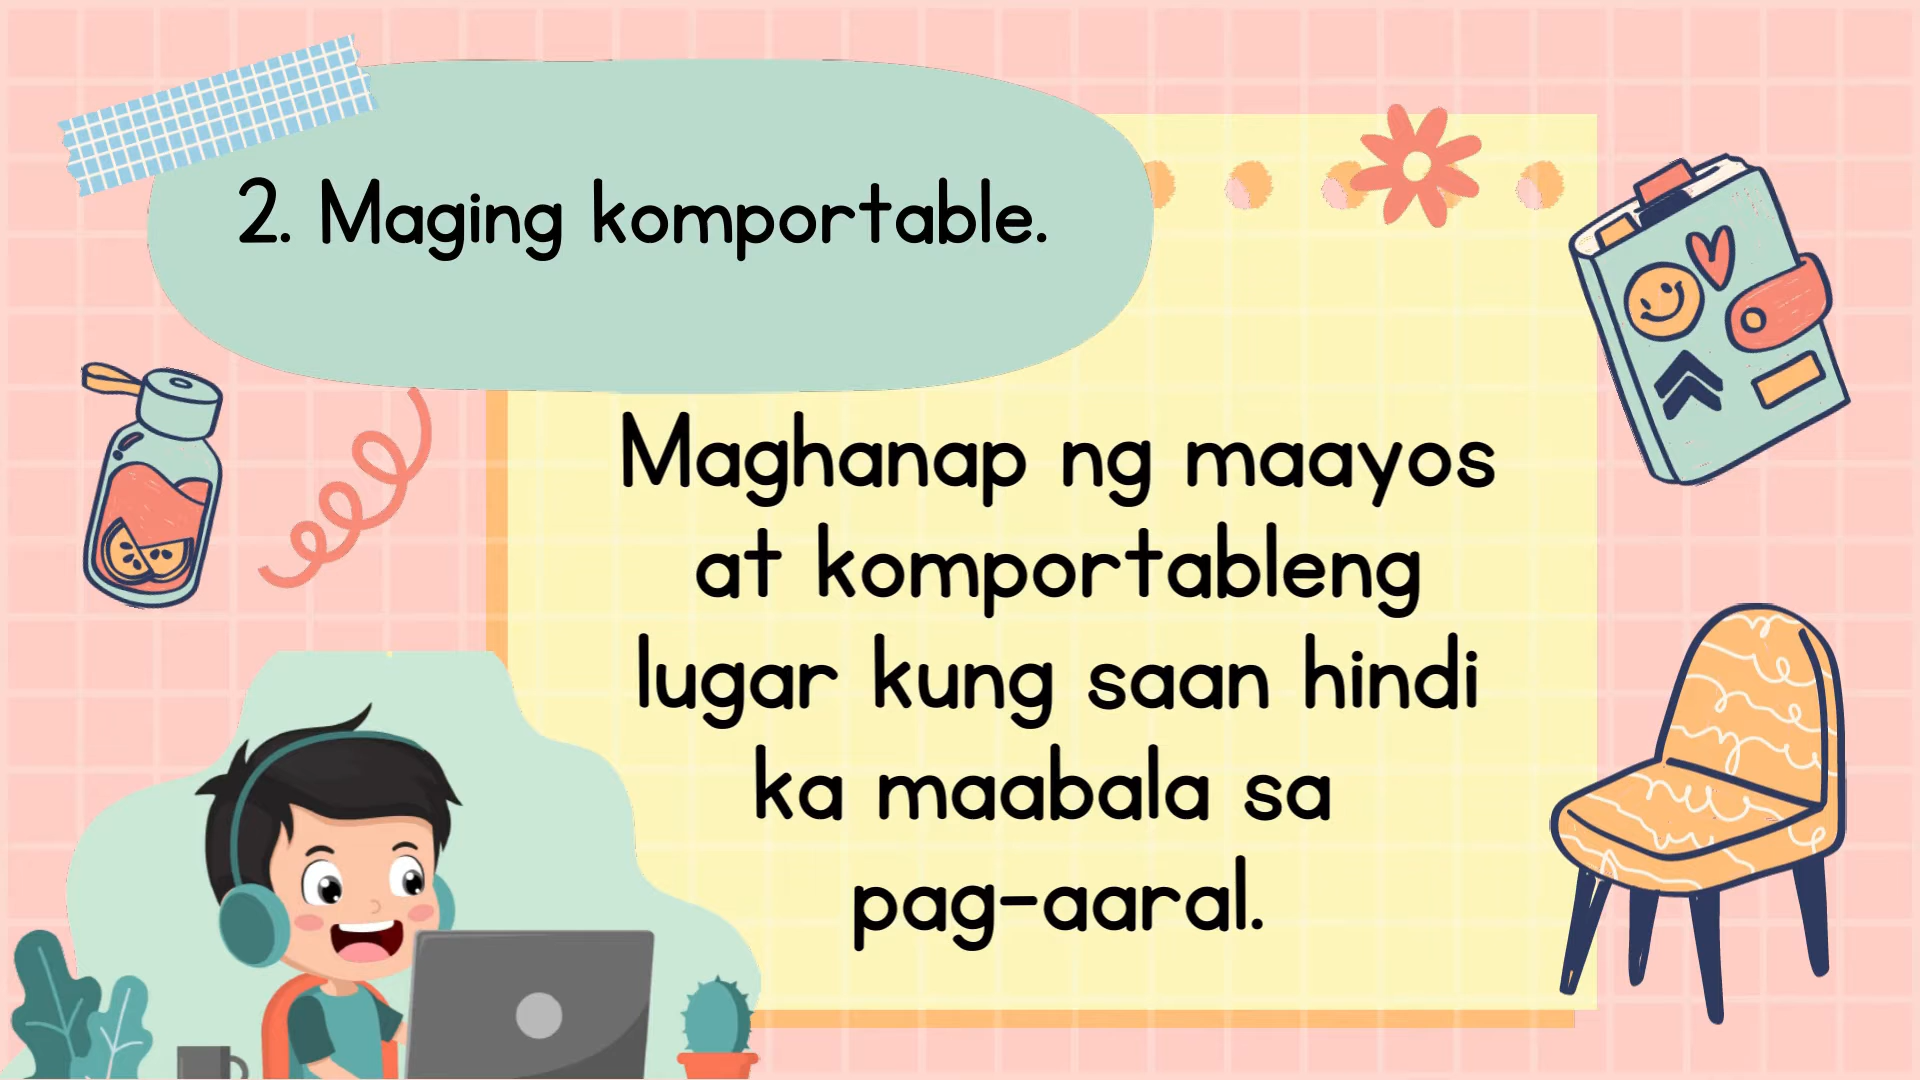 2. Maging komportable.
Maghanap ng maayos
at komportableng
lugar kung saan hindi
ka maabala sa
pag-aaral.